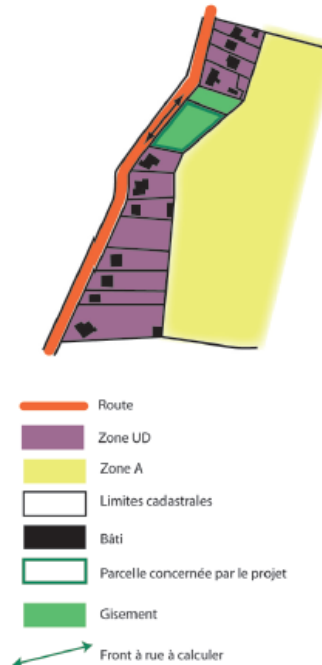 Route
Zone UD
Zone A
Limites cadastrales
Bâti
Parcelle concernée par le projet
Gisement
Front à rue à calculer